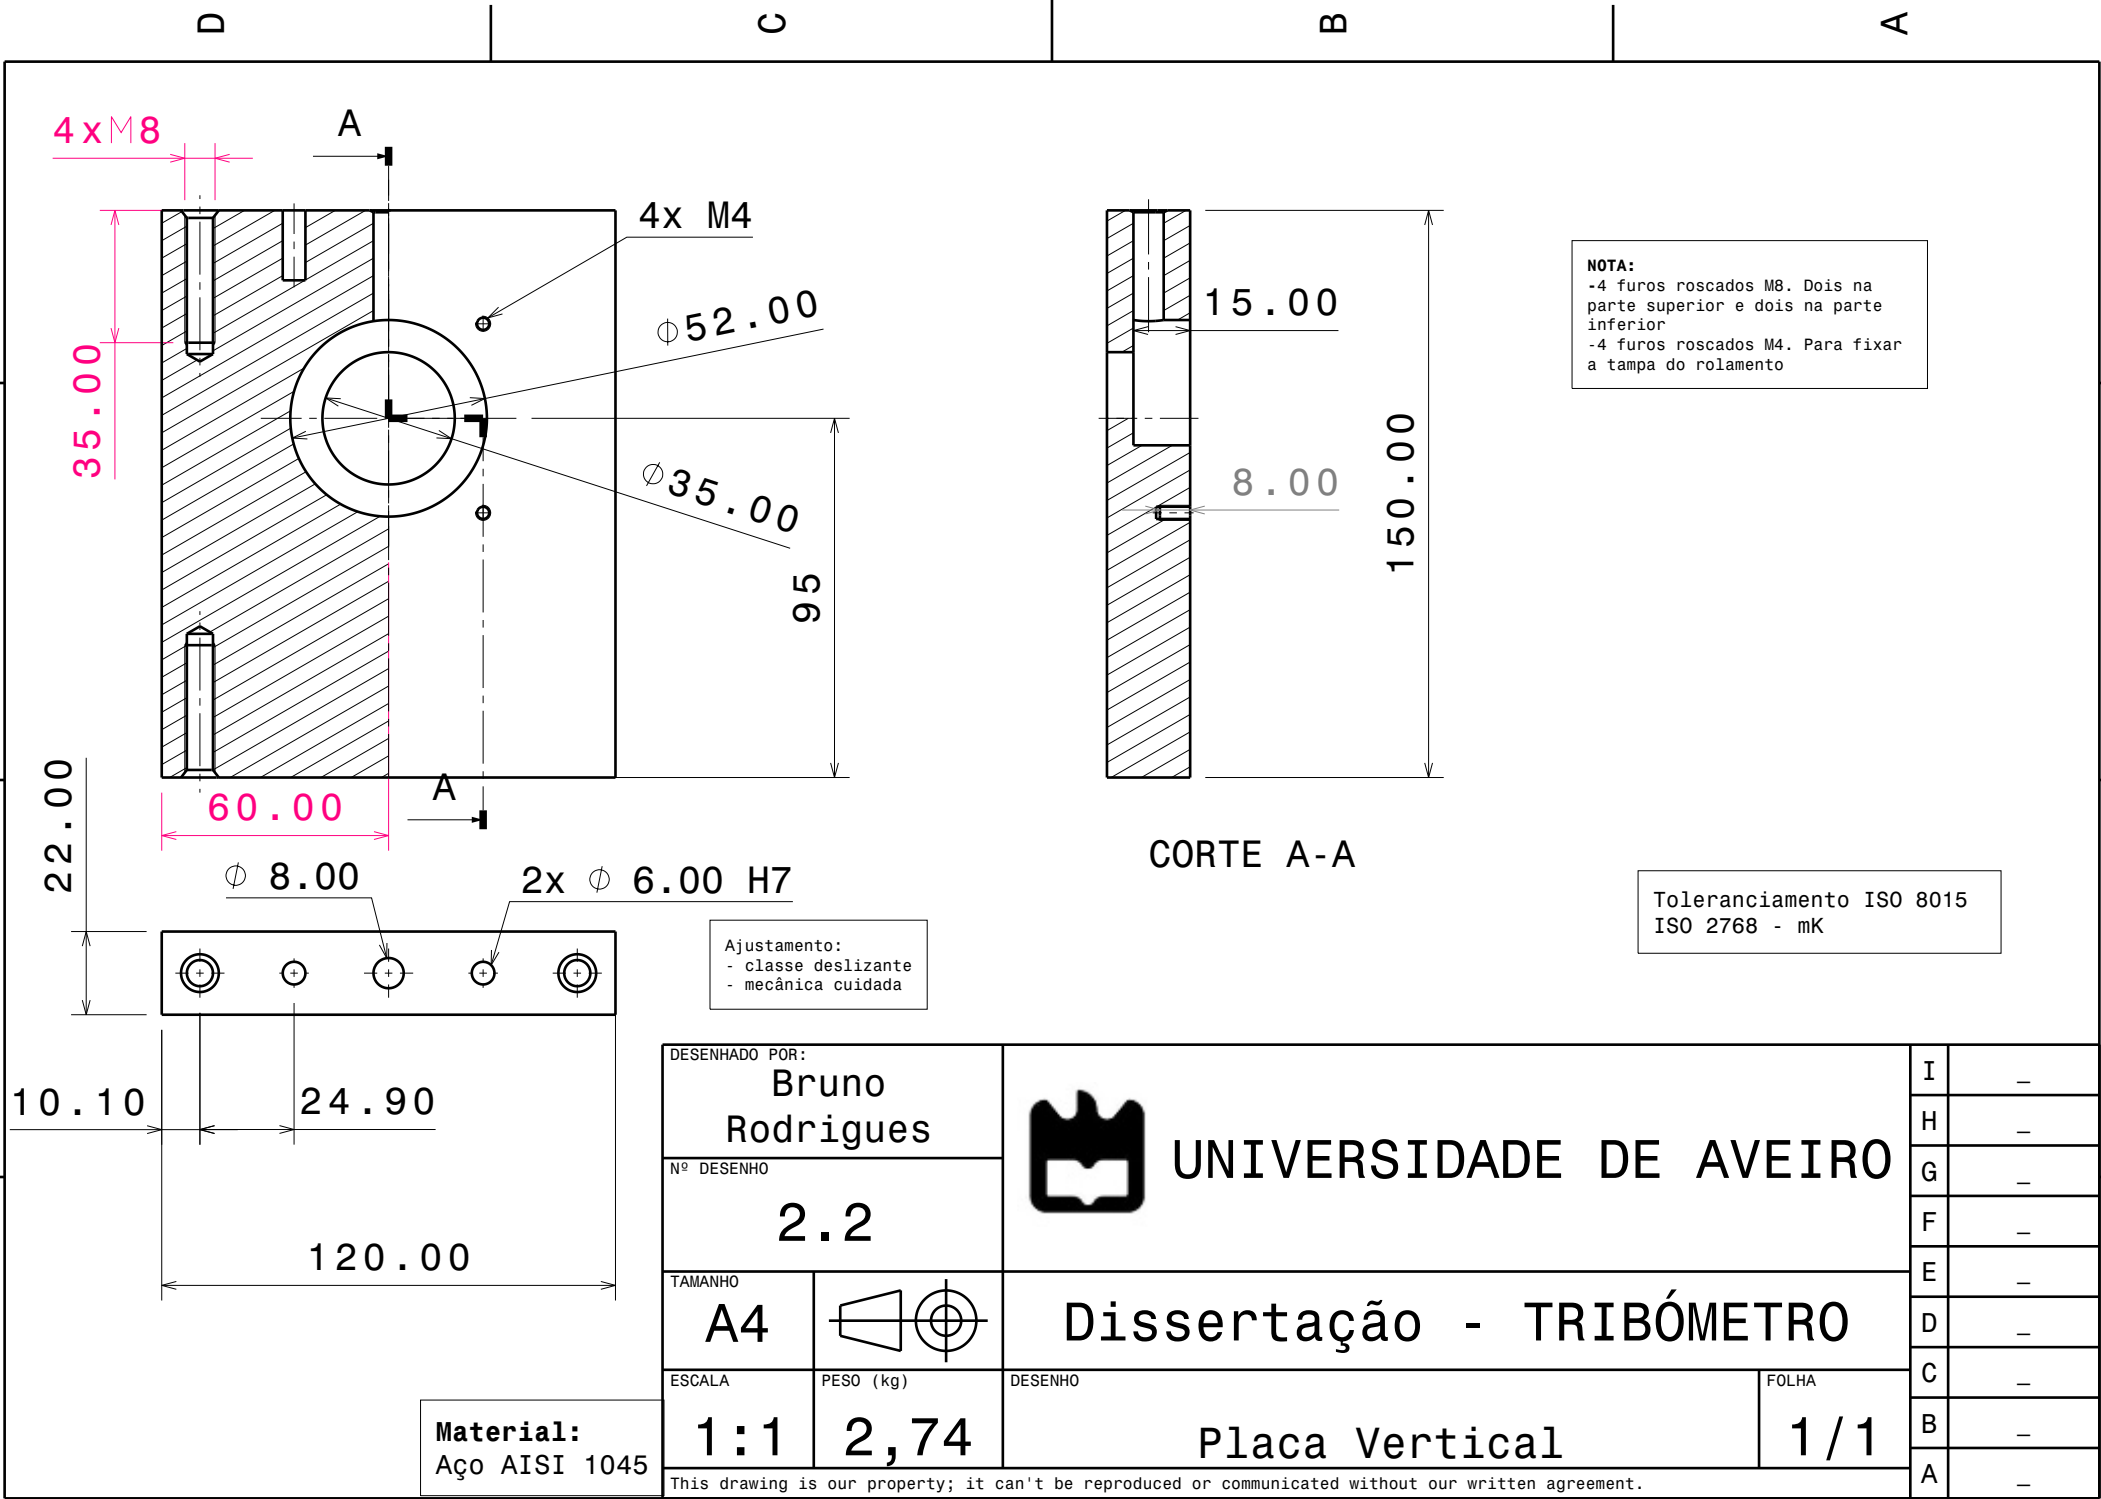 D
C
B
A
4xM8
A
4x M4
⌀52.00
35.00
⌀35.00
95
A
60.00
15.00
8.00
150.00
CORTE A-A
NOTA:
-4 furos roscados M8. Dois na
parte superior e dois na parte
inferior
-4 furos roscados M4. Para fixar
a tampa do rolamento
22.00
⌀ 8.00
2x ⌀ 6.00 H7
Ajustamento:
- classe deslizante
- mecânica cuidada
Toleranciamento ISO 8015
ISO 2768 - mK
10.10
24.90
120.00
Material:
Aço AISI 1045
DESENHADO POR:
Bruno
Rodrigues
Nº DESENHO
2.2
TAMANHO
A4
ESCALA
1:1
PESO (kg)
2,74
UNIVERSIDADE DE AVEIRO
Dissertação - TRIBÓMETRO
DESENHO
Placa Vertical
FOLHA
1/1
This drawing is our property; it can't be reproduced or communicated without our written agreement.
I _
H _
G _
F _
E _
D _
C _
B _
A _